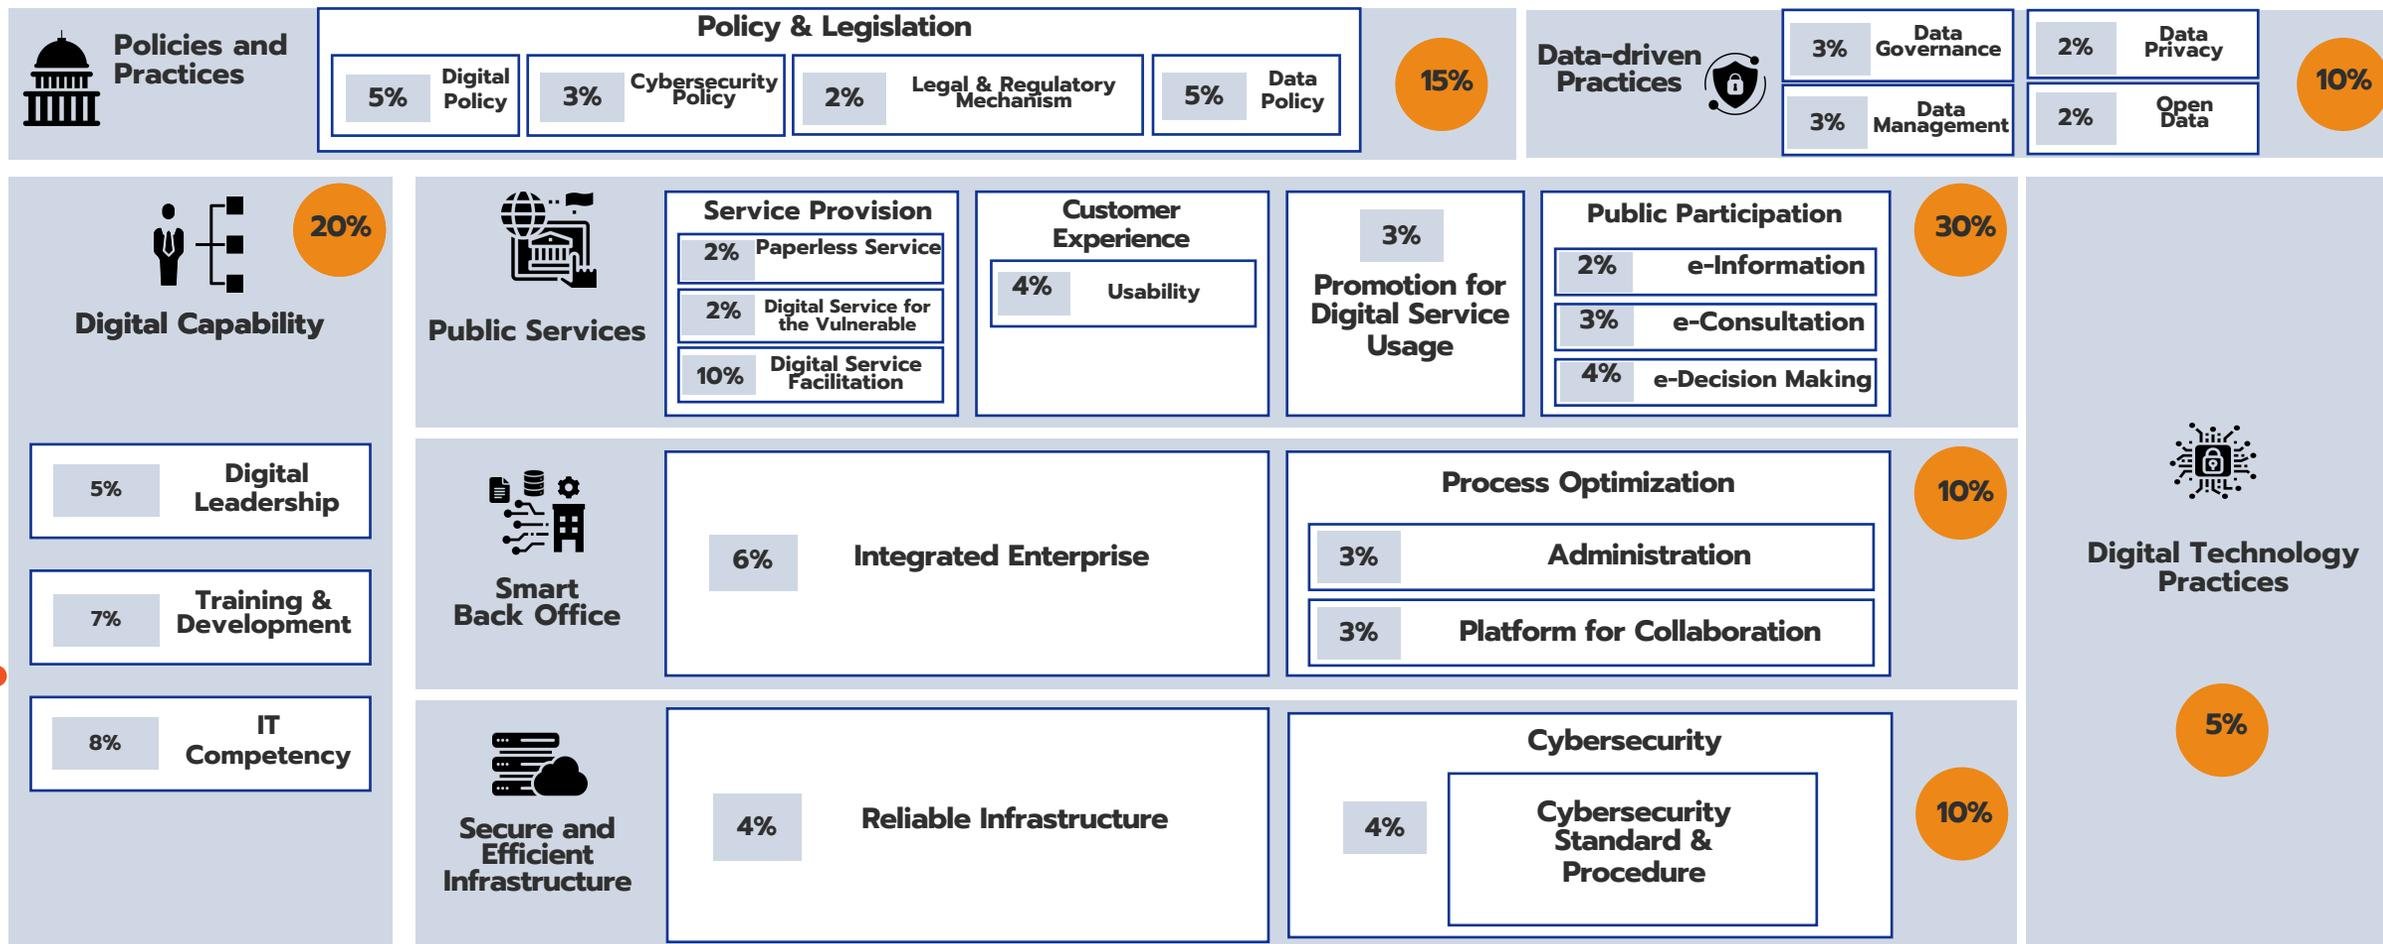 Policies and
Practices
Policy & Legislation
5%
Digital
Policy
3%
Cybersecurity
Policy
2%
Legal & Regulatory
Mechanism
5%
Data
Policy
15%
Data-driven
Practices
3%
Data
Governance
2%
Data
Privacy
3%
Data
Management
2%
Open
Data
10%
20%
Digital Capability
5%
Digital
Leadership
7%
Training &
Development
8%
IT
Competency
Public Services
Service Provision
2%
Paperless Service
2%
Digital Service for
the Vulnerable
10%
Digital Service
Facilitation
Customer
Experience
4%
Usability
3%
Promotion for
Digital Service
Usage
Public Participation
2%
e-Information
3%
e-Consultation
4%
e-Decision Making
30%
Smart
Back Office
6%
Integrated Enterprise
Process Optimization
3%
Administration
3%
Platform for Collaboration
10%
Secure and
Efficient
Infrastructure
4%
Reliable Infrastructure
Cybersecurity
4%
Cybersecurity
Standard &
Procedure
10%
Digital Technology
Practices
5%